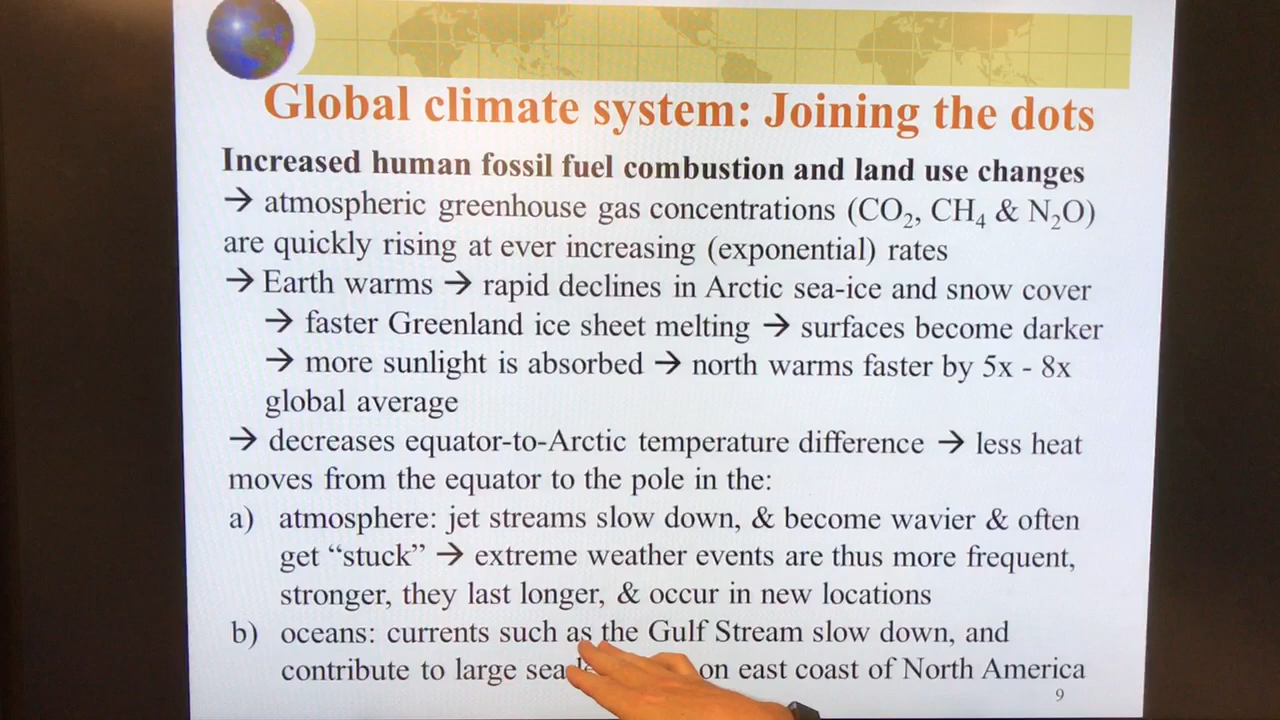 Global climate system: Joining the dots
Increased human fossil fuel combustion and land use changes
→ atmospheric greenhouse gas concentrations (CO₂, CH₄ & N₂O)
are quickly rising at ever increasing (exponential) rates
→ Earth warms → rapid declines in Arctic sea-ice and snow cover
→ faster Greenland ice sheet melting → surfaces become darker
→ more sunlight is absorbed → north warms faster by 5x - 8x
global average
→ decreases equator-to-Arctic temperature difference → less heat
moves from the equator to the pole in the:
a) atmosphere: jet streams slow down, & become wavier & often
get “stuck” → extreme weather events are thus more frequent,
stronger, they last longer, & occur in new locations
b) oceans: currents such as the Gulf Stream slow down, and
contribute to large sea on east coast of North America
9